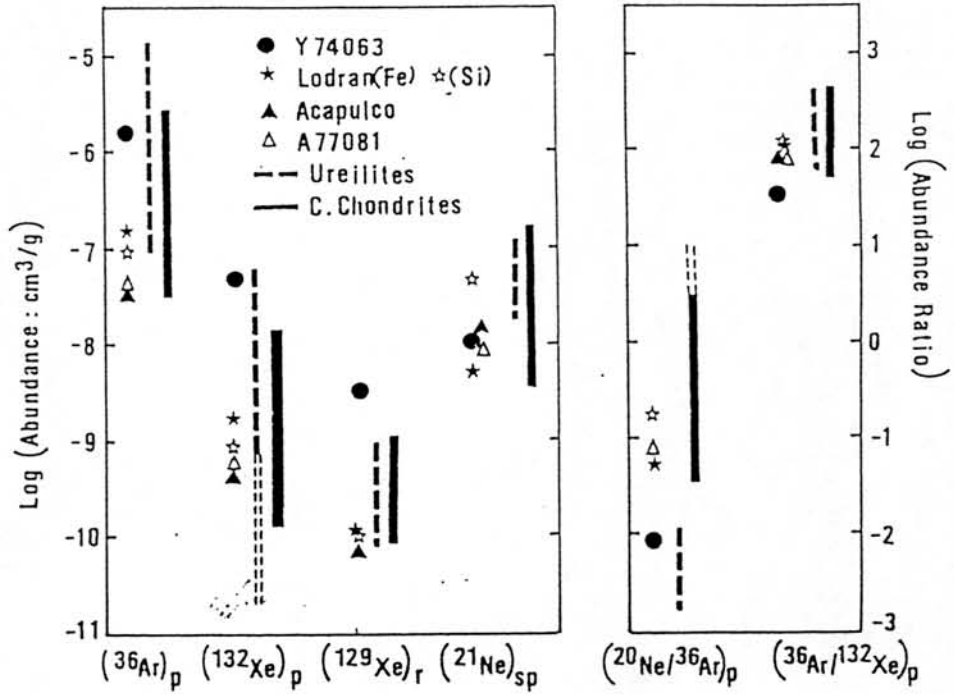 Log (Abundance : cm³/g)
-5
-6
-7
-8
-9
-10
-11
● Y 74063
★ Lodran(Fe) ☆(Si)
▲ Acapulco
△ A77081
Ureilites
C. Chondrites
(³⁶Ar)p
(¹³²Xe)p
(¹²⁹Xe)r
(²¹Ne)sp
3
2
1
0
-1
-2
-3
Log (Abundance Ratio)
(²⁰Ne/³⁶Ar)p
(³⁶Ar/¹³²Xe)p